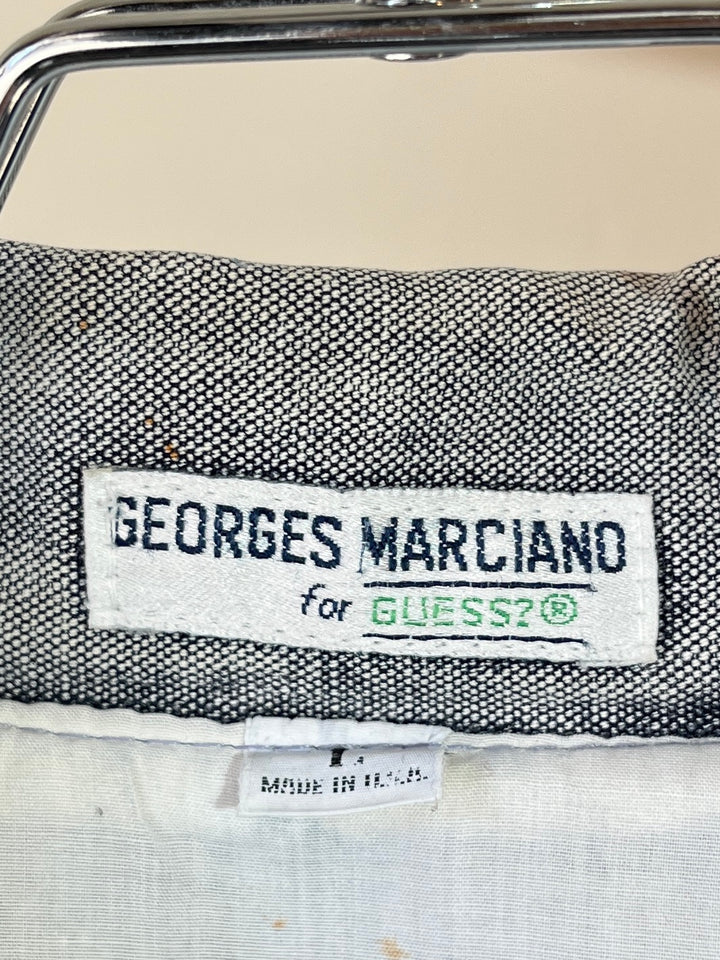 GEORGES MARCIANO
for GUESS?®
MADE IN U.S.A.